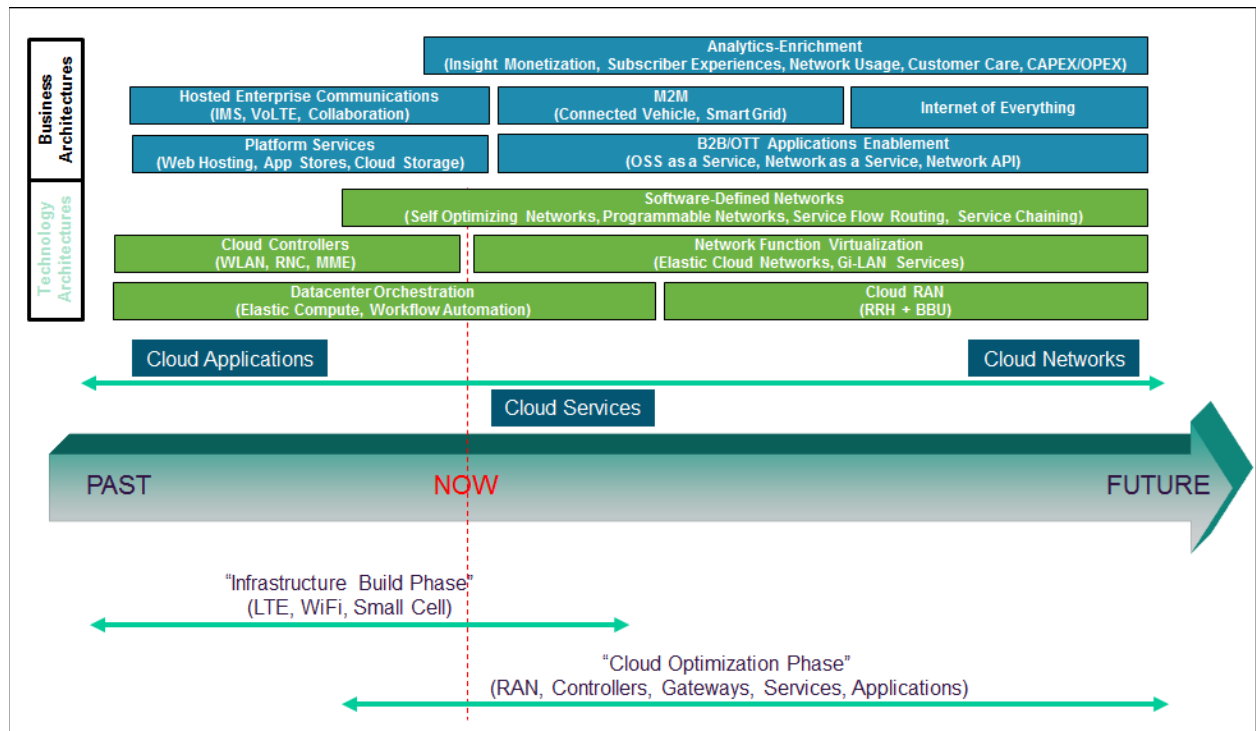 Business
Architectures
Technology
Architectures
Analytics-Enrichment
(Insight Monetization, Subscriber Experiences, Network Usage, Customer Care, CAPEX/OPEX)
Hosted Enterprise Communications
(IMS, VoLTE, Collaboration)
M2M
(Connected Vehicle, Smart Grid)
Internet of Everything
Platform Services
(Web Hosting, App Stores, Cloud Storage)
B2B/OTT Applications Enablement
(OSS as a Service, Network as a Service, Network API)
Software-Defined Networks
(Self Optimizing Networks, Programmable Networks, Service Flow Routing, Service Chaining)
Cloud Controllers
(WLAN, RNC, MME)
Network Function Virtualization
(Elastic Cloud Networks, Gi-LAN Services)
Datacenter Orchestration
(Elastic Compute, Workflow Automation)
Cloud RAN
(RRH + BBU)
Cloud Applications
Cloud Networks
Cloud Services
PAST
NOW
FUTURE
“Infrastructure Build Phase”
(LTE, WiFi, Small Cell)
“Cloud Optimization Phase”
(RAN, Controllers, Gateways, Services, Applications)